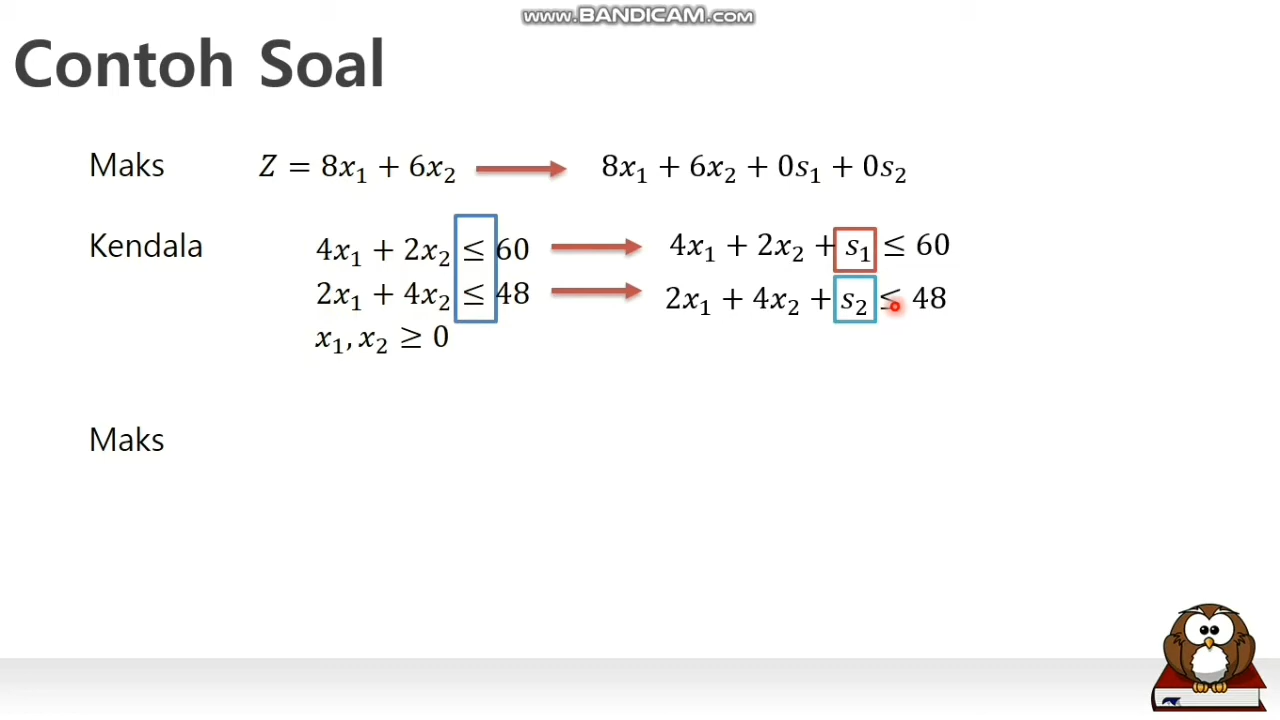 www.BANDICAM.com
Contoh Soal
Maks Z = 8x₁ + 6x₂ 8x₁ + 6x₂ + 0s₁ + 0s₂
Kendala 4x₁ + 2x₂ ≤ 60 4x₁ + 2x₂ + s₁ ≤ 60
2x₁ + 4x₂ ≤ 48 2x₁ + 4x₂ + s₂ ≤ 48
x₁, x₂ ≥ 0
Maks